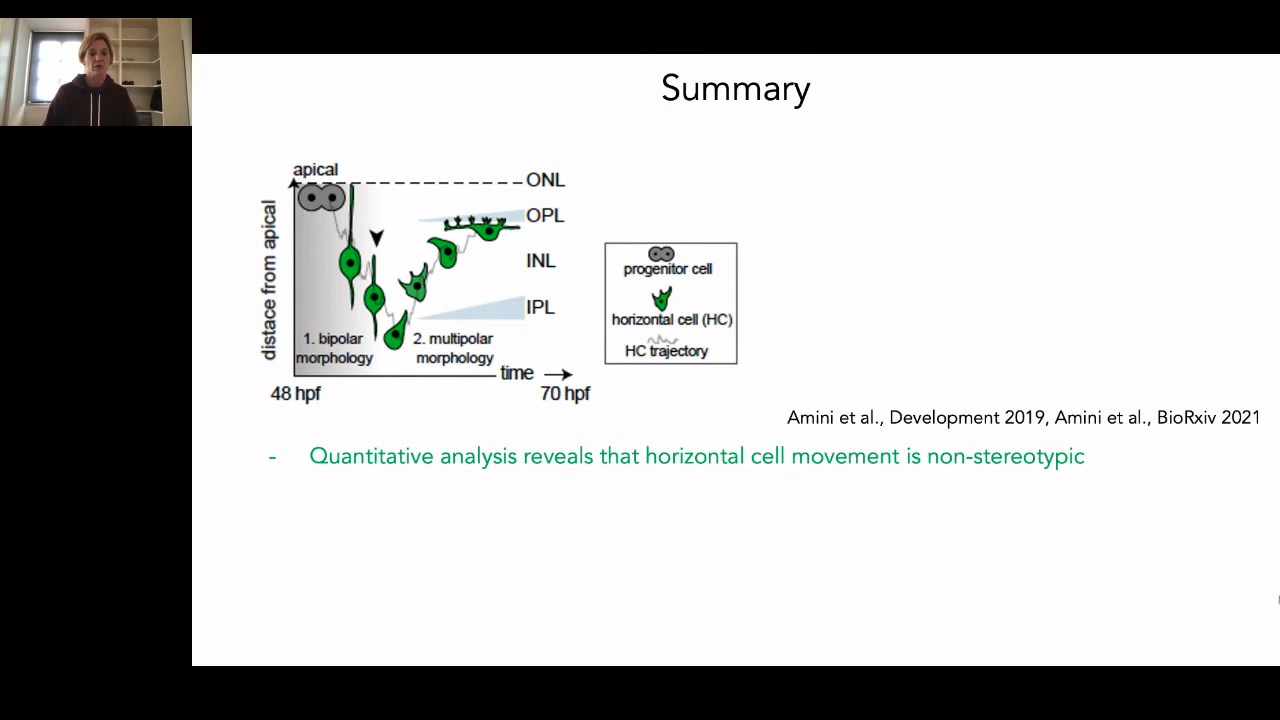 Summary
apical
ONL
OPL
INL
IPL
distace from apical
1. bipolar
morphology
2. multipolar
morphology
time
48 hpf
70 hpf
progenitor cell
horizontal cell (HC)
HC trajectory
Amini et al., Development 2019, Amini et al., BioRxiv 2021
- Quantitative analysis reveals that horizontal cell movement is non-stereotypic